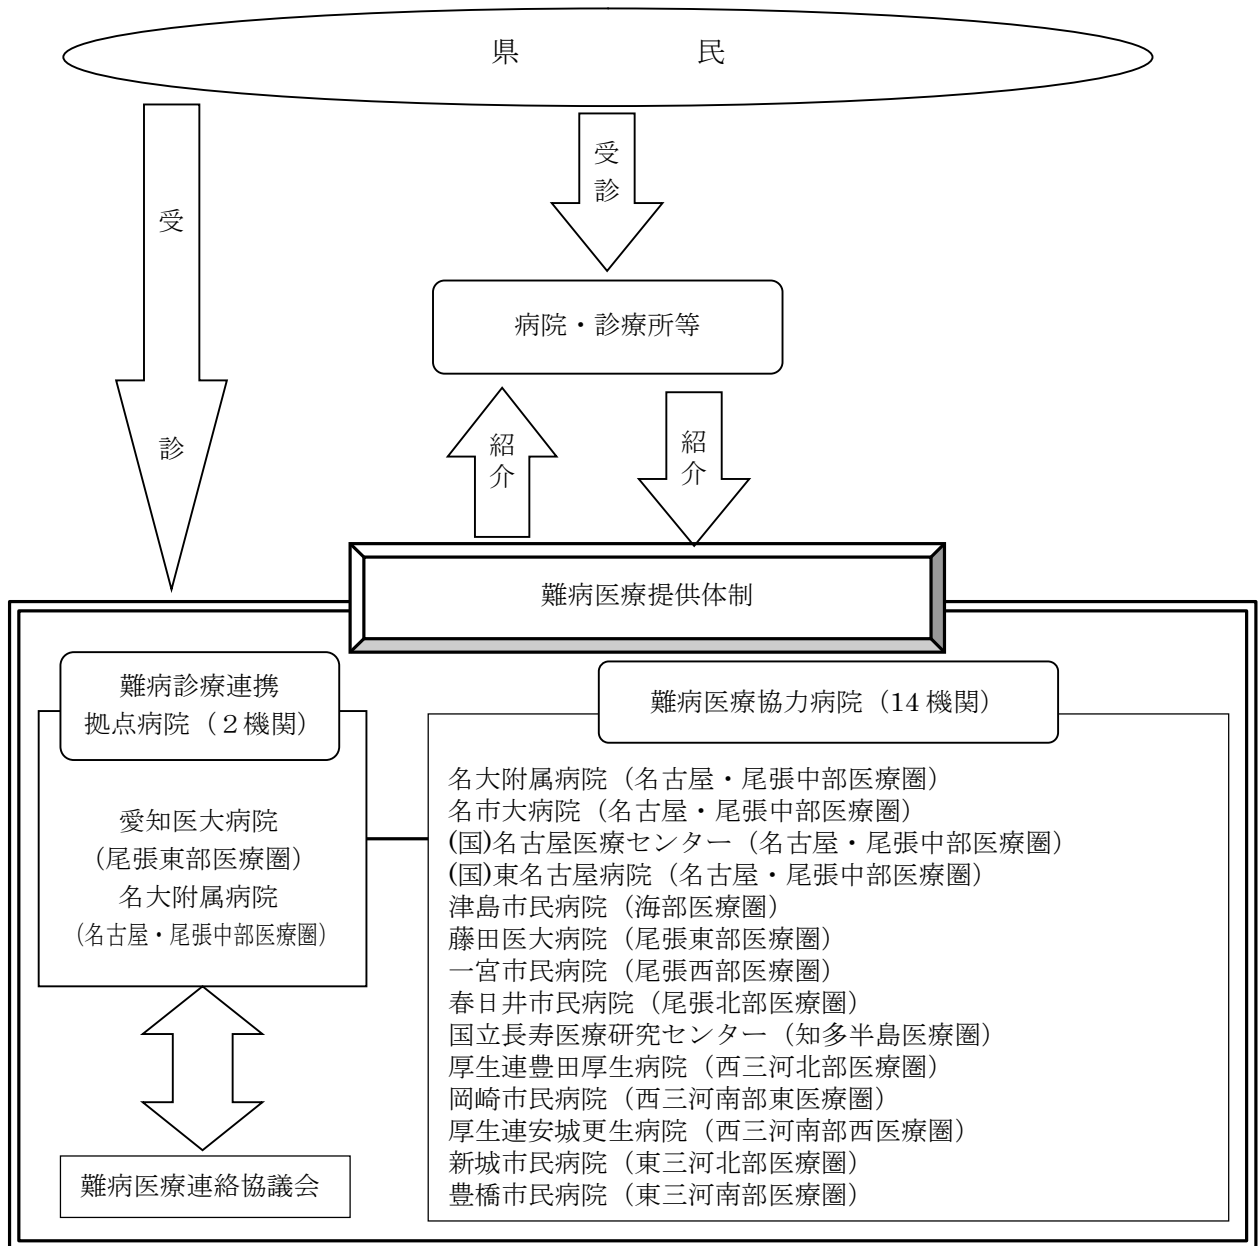 県　民
受診
受診
病院・診療所等
紹介
紹介
難病医療提供体制
難病診療連携
拠点病院（２機関）
愛知医大病院
（尾張東部医療圏）
名大附属病院
（名古屋・尾張中部医療圏）
難病医療連絡協議会
難病医療協力病院（14 機関）
名大附属病院（名古屋・尾張中部医療圏）
名市大病院（名古屋・尾張中部医療圏）
(国)名古屋医療センター（名古屋・尾張中部医療圏）
(国)東名古屋病院（名古屋・尾張中部医療圏）
津島市民病院（海部医療圏）
藤田医大病院（尾張東部医療圏）
一宮市民病院（尾張西部医療圏）
春日井市民病院（尾張北部医療圏）
国立長寿医療研究センター（知多半島医療圏）
厚生連豊田厚生病院（西三河北部医療圏）
岡崎市民病院（西三河南部東医療圏）
厚生連安城更生病院（西三河南部西医療圏）
新城市民病院（東三河北部医療圏）
豊橋市民病院（東三河南部医療圏）